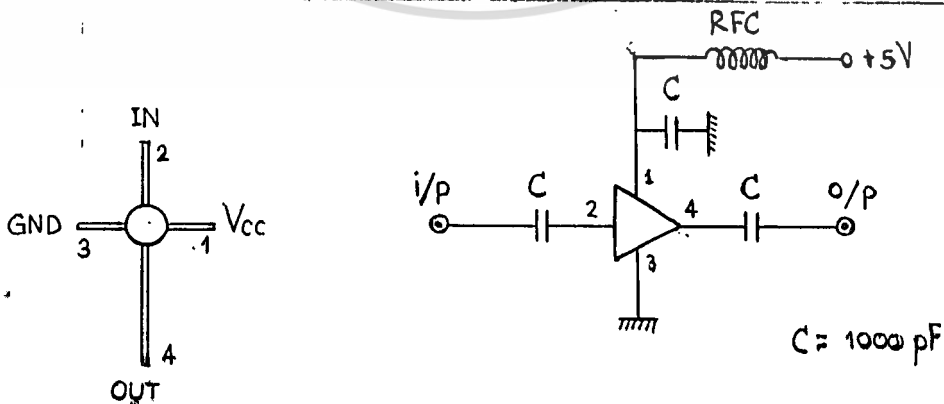 IN
2
GND
3
.1
Vcc
4
OUT
RFC
+5V
C
1
i/p
C
2
4
C
o/p
3
C = 1000 pF